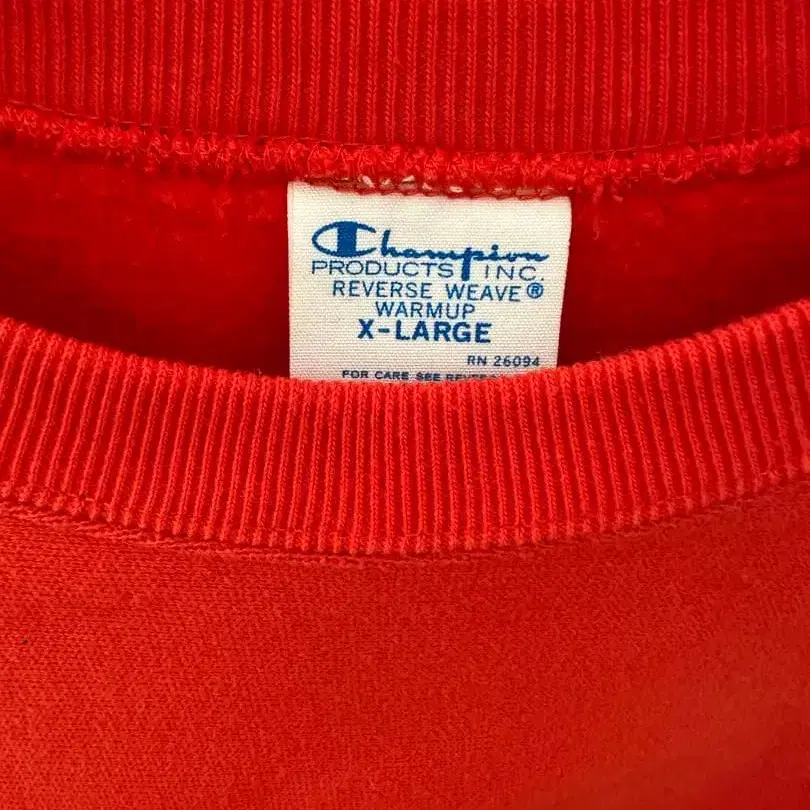 Champion
PRODUCTS INC.
REVERSE WEAVE®
WARMUP
X-LARGE
RN 26094
FOR CARE SEE